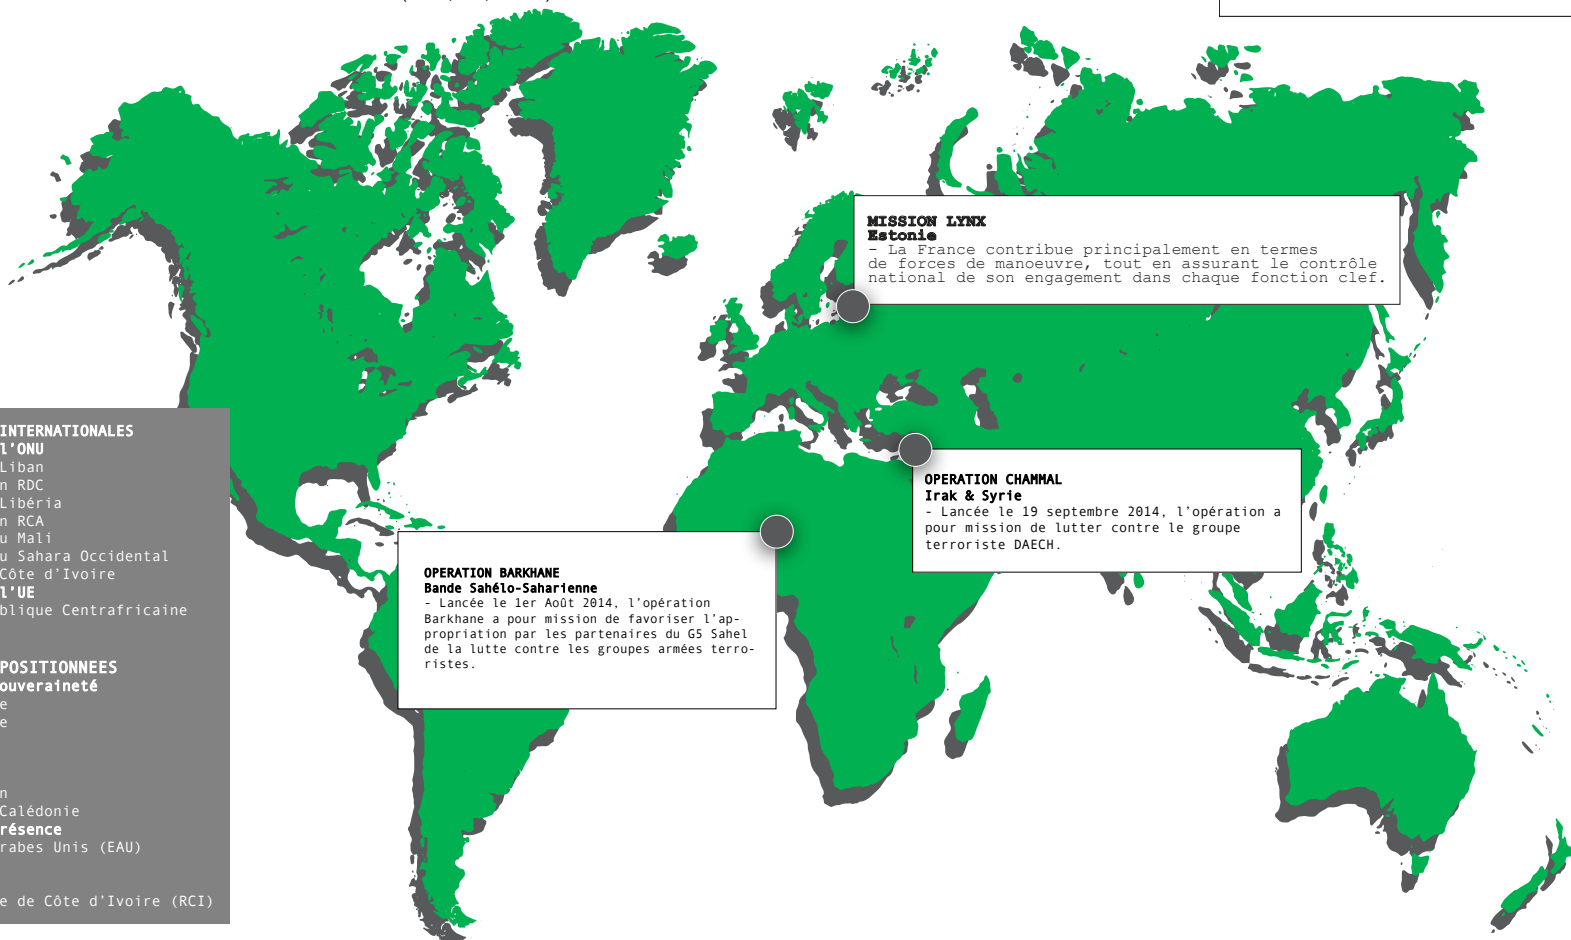 MISSION LYNX
Estonie
- La France contribue principalement en termes
de forces de manoeuvre, tout en assurant le contrôle
national de son engagement dans chaque fonction clef.
INTERNATIONALES
l'ONU
Liban
n RDC
Libéria
n RCA
u Mali
u Sahara Occidental
Côte d'Ivoire
l'UE
blique Centrafricaine
POSITIONNEES
ouveraineté
e
e
n
Calédonie
résence
rabes Unis (EAU)
e de Côte d'Ivoire (RCI)
OPERATION CHAMMAL
Irak & Syrie
- Lancée le 19 septembre 2014, l'opération a
pour mission de lutter contre le groupe
terroriste DAECH.
OPERATION BARKHANE
Bande Sahélo-Saharienne
- Lancée le 1er Août 2014, l'opération
Barkhane a pour mission de favoriser l'ap-
propriation par les partenaires du G5 Sahel
de la lutte contre les groupes armées terro-
ristes.